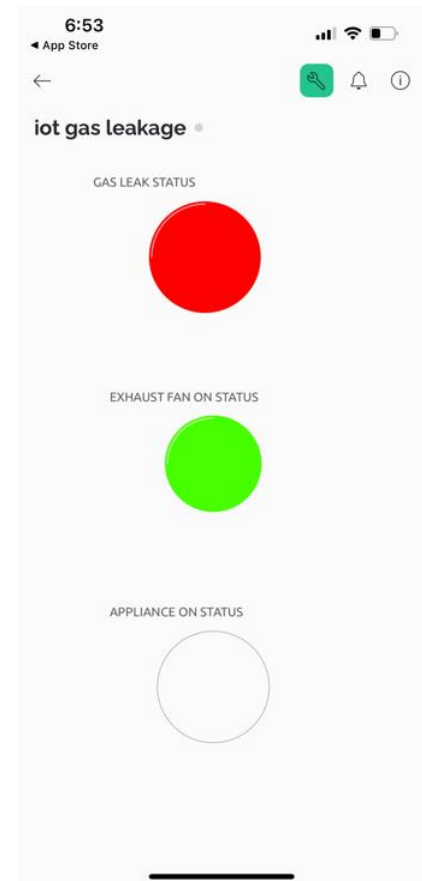 6:53
◀ App Store
iot gas leakage
GAS LEAK STATUS
EXHAUST FAN ON STATUS
APPLIANCE ON STATUS